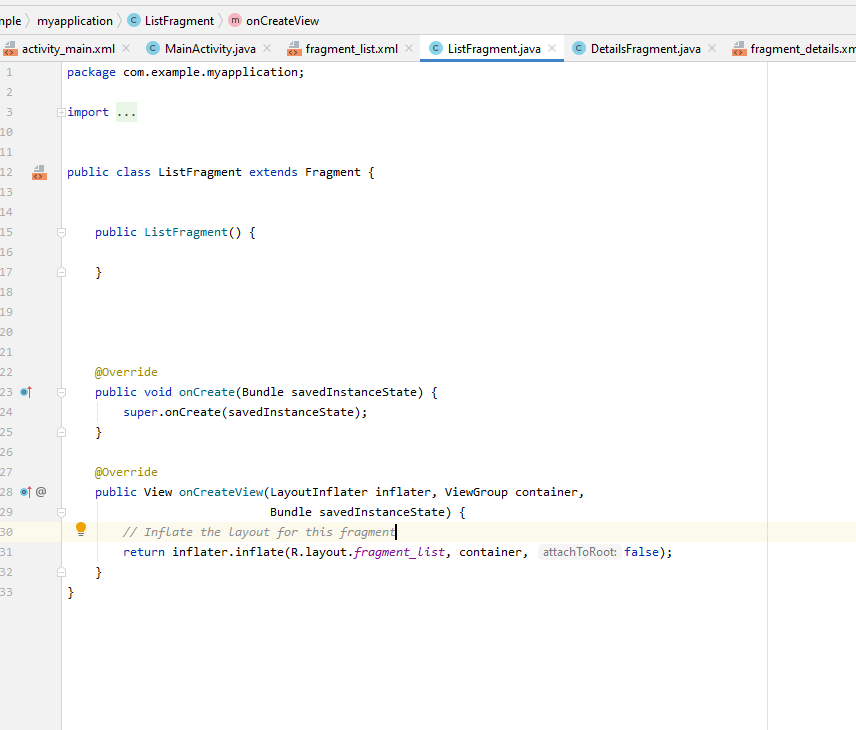 myapplication ListFragment onCreateView
activity_main.xml MainActivity.java fragment_list.xml ListFragment.java DetailsFragment.java
1 package com.example.myapplication;
2
3 import ...
10
11
12 public class ListFragment extends Fragment {
13
14
15 public ListFragment() {
16
17 }
18
19
20
21
22 @Override
23 public void onCreate(Bundle savedInstanceState) {
24 super.onCreate(savedInstanceState);
25 }
26
27 @Override
28 @ public View onCreateView(LayoutInflater inflater, ViewGroup container,
29 Bundle savedInstanceState) {
30 // Inflate the layout for this fragment
31 return inflater.inflate(R.layout.fragment_list, container, attachToRoot: false);
32 }
33 }